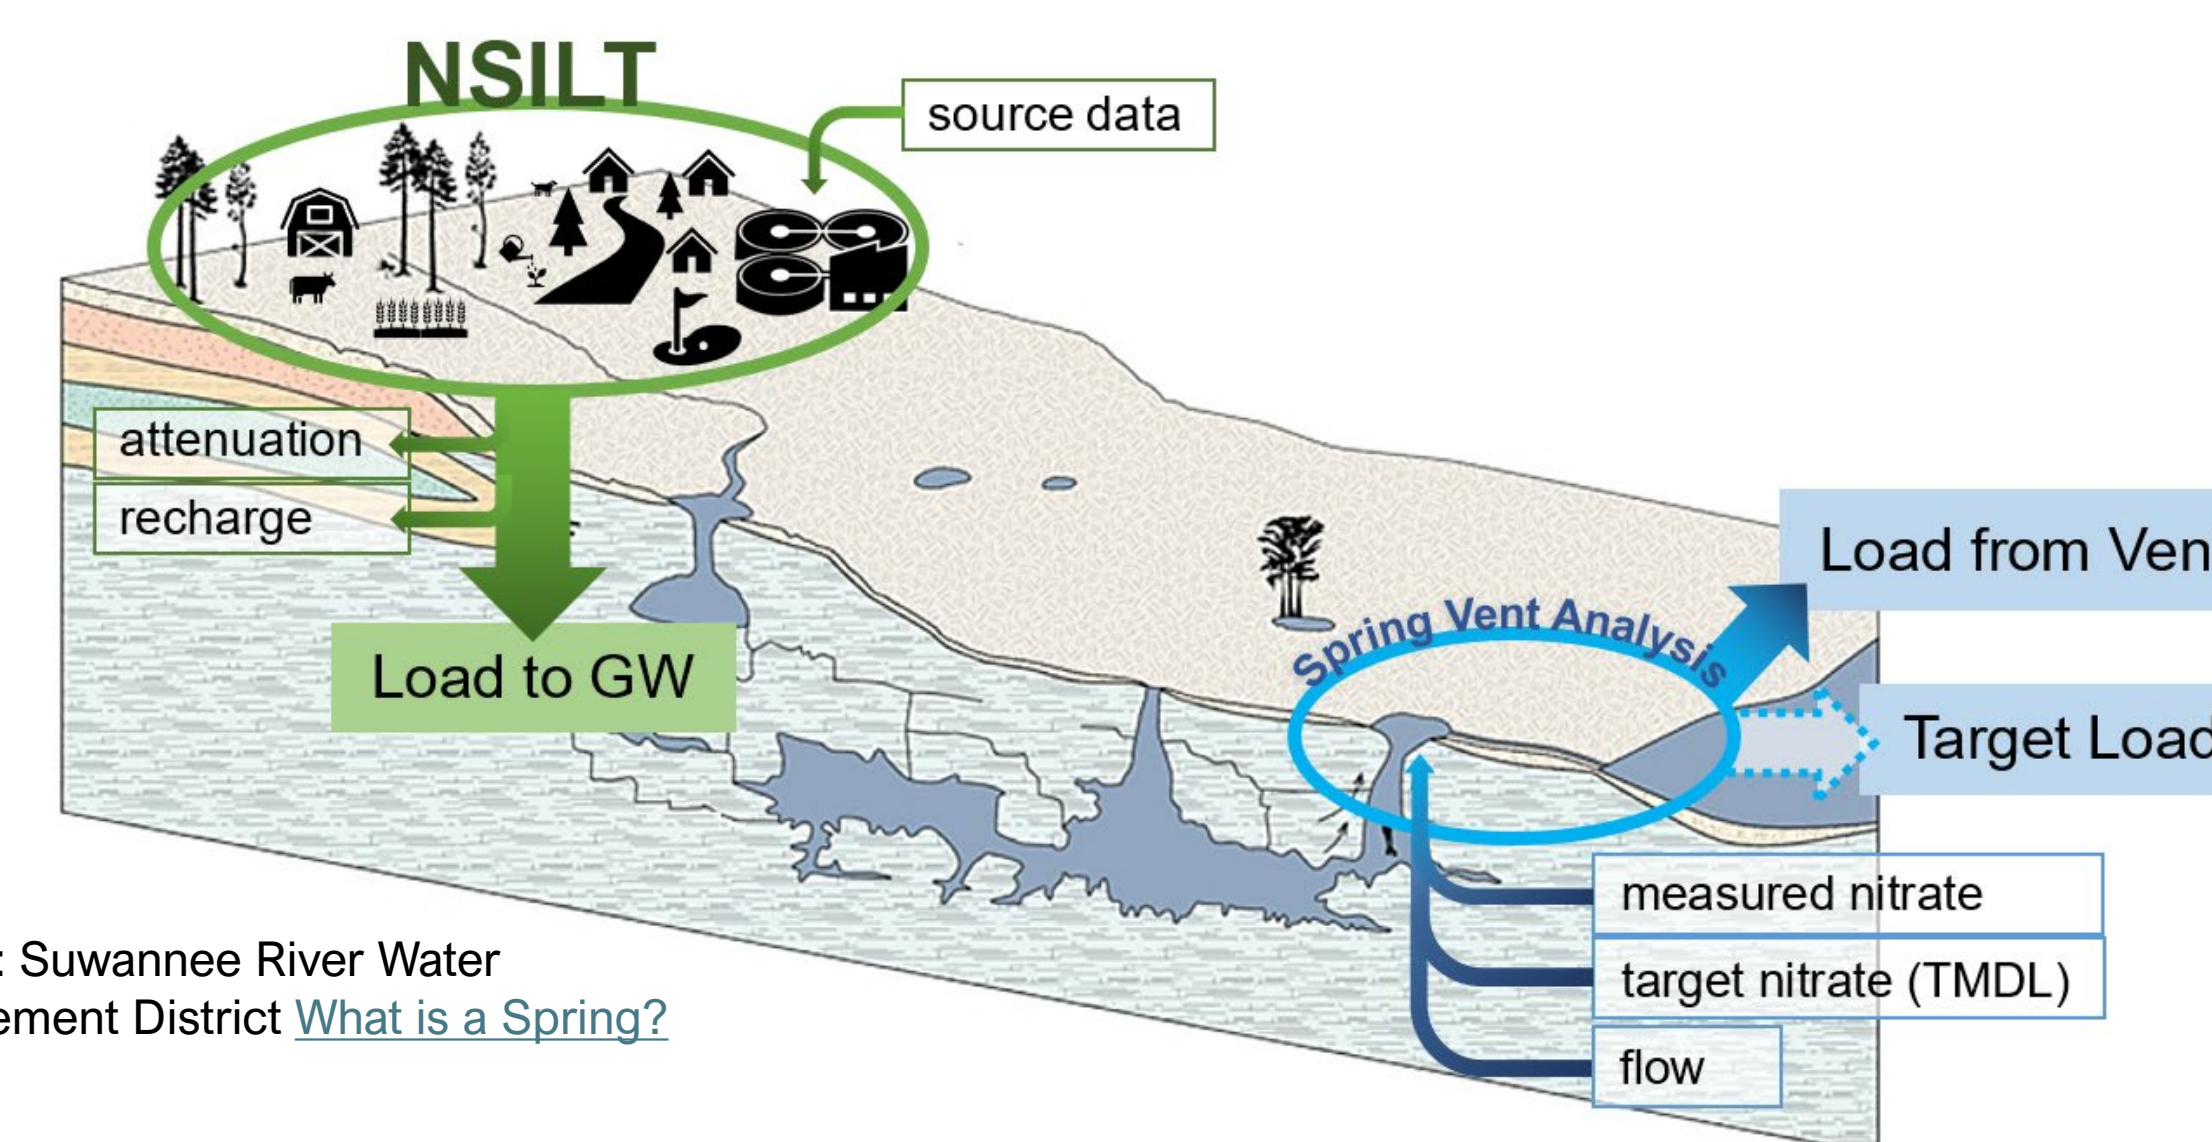 NSILT
source data
attenuation
recharge
Load to GW
Spring Vent Analysis
Load from Ven
Target Load
measured nitrate
target nitrate (TMDL)
flow
: Suwannee River Water
ement District What is a Spring?